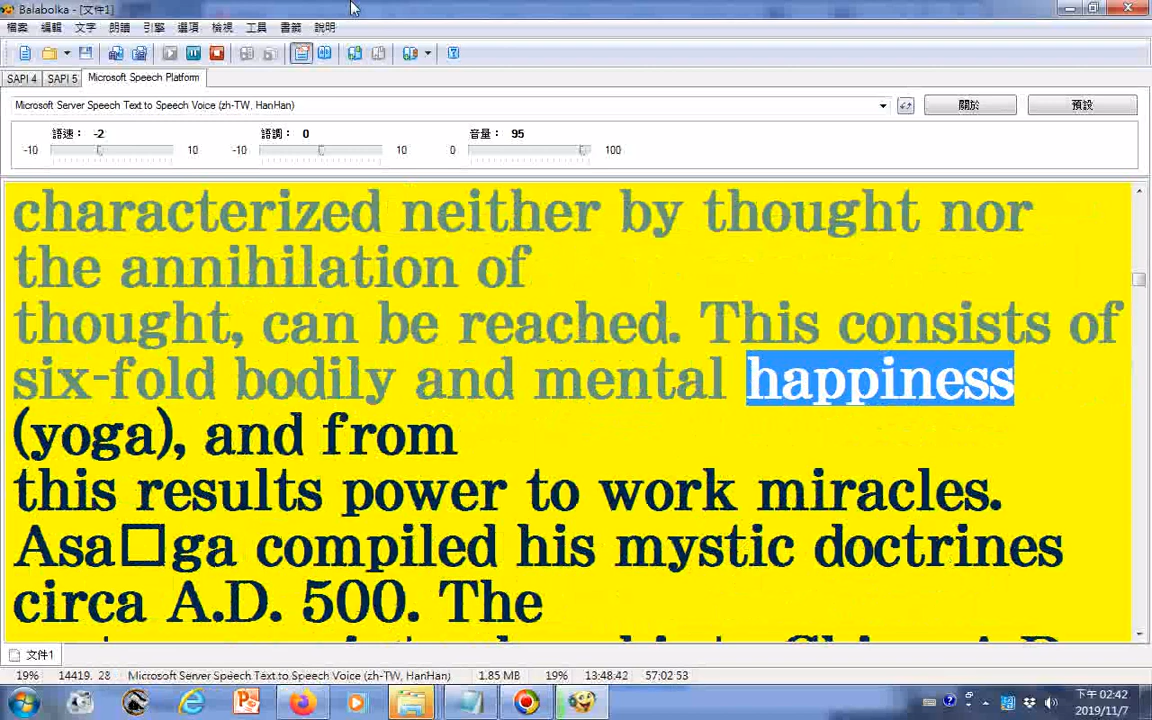 Balabolka - [文件1]
檔案 編輯 文字 朗讀 引擎 選項 檢視 工具 書籤 說明
SAPI 4 SAPI 5 Microsoft Speech Platform
Microsoft Server Speech Text to Speech Voice (zh-TW, HanHan) 關於 預設
語速： -2 語調： 0 音量： 95
-10 10 -10 10 0 100
characterized neither by thought nor
the annihilation of
thought, can be reached. This consists of
six-fold bodily and mental happiness
(yoga), and from
this results power to work miracles.
Asa□ga compiled his mystic doctrines
circa A.D. 500. The
文件1
19% 14419. 28 Microsoft Server Speech Text to Speech Voice (zh-TW, HanHan) 1.85 MB 19% 13:48:42 57:02 53
下午 02:42
2019/11/7